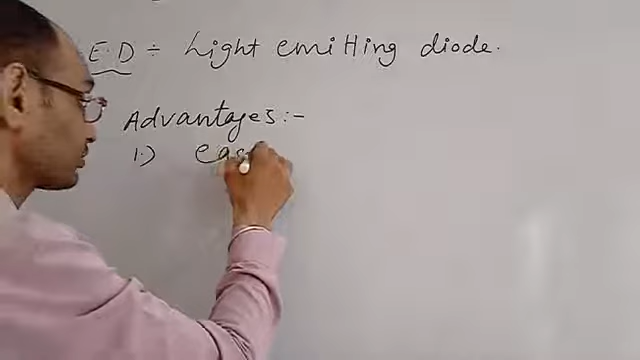 E.D ÷ Light emitting diode.
Advantages :-
1.) eas